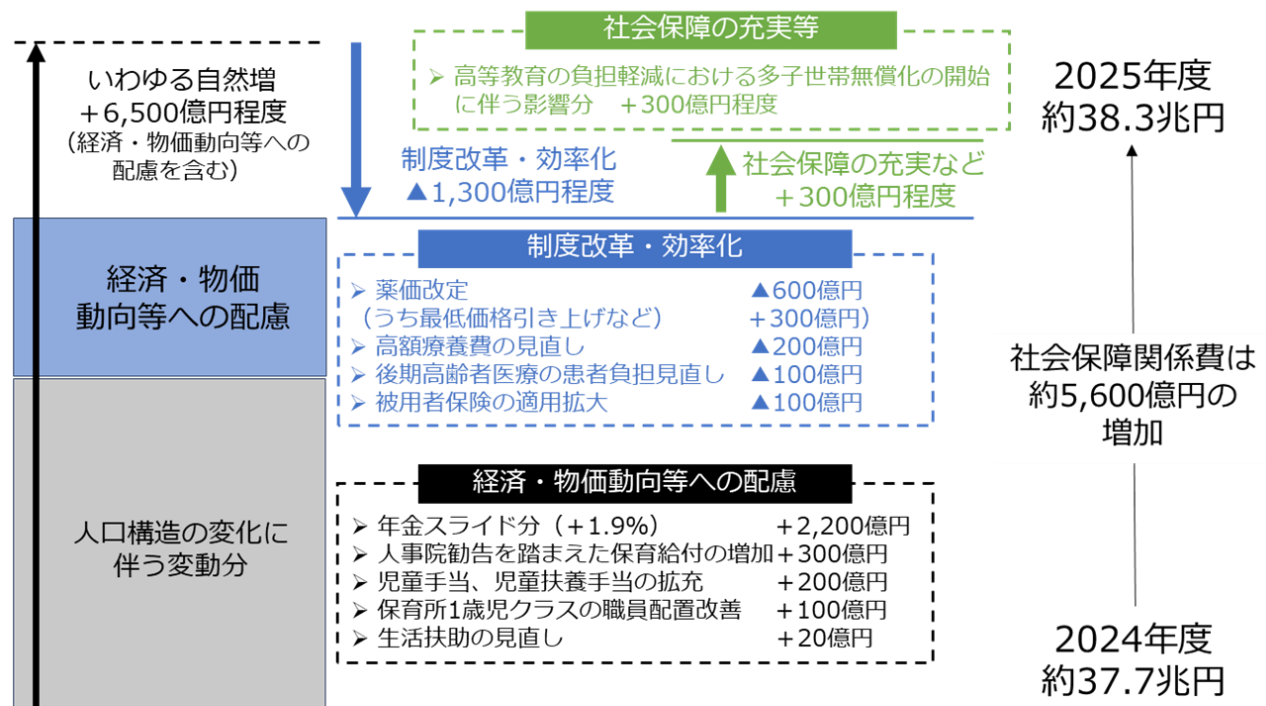 いわゆる自然増
＋6,500億円程度
（経済・物価動向等への
配慮を含む）
経済・物価
動向等への配慮
人口構造の変化に
伴う変動分
社会保障の充実等
➢ 高等教育の負担軽減における多子世帯無償化の開始
に伴う影響分　＋300億円程度
制度改革・効率化
▲1,300億円程度
社会保障の充実など
＋300億円程度
制度改革・効率化
➢ 薬価改定　▲600億円
（うち最低価格引き上げなど）　＋300億円）
➢ 高額療養費の見直し　▲200億円
➢ 後期高齢者医療の患者負担見直し　▲100億円
➢ 被用者保険の適用拡大　▲100億円
経済・物価動向等への配慮
➢ 年金スライド分（＋1.9%）　＋2,200億円
➢ 人事院勧告を踏まえた保育給付の増加＋300億円
➢ 児童手当、児童扶養手当の拡充　＋200億円
➢ 保育所1歳児クラスの職員配置改善　＋100億円
➢ 生活扶助の見直し　＋20億円
2025年度
約38.3兆円
社会保障関係費は
約5,600億円の
増加
2024年度
約37.7兆円